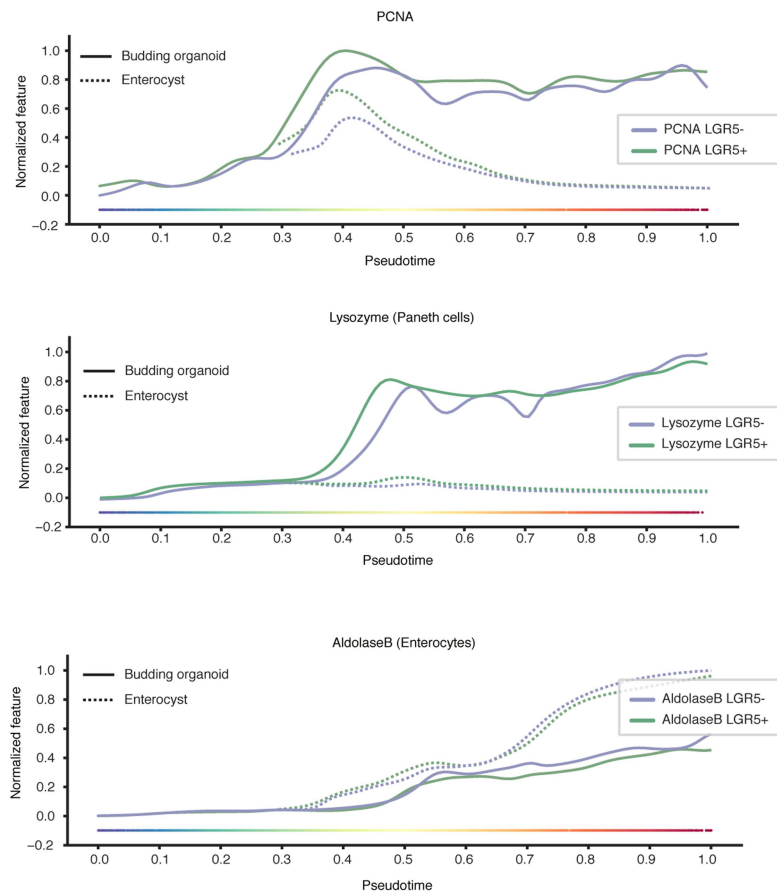 PCNA
Normalized feature
1.0
0.8
0.6
0.4
0.2
0.0
−0.2
Budding organoid
Enterocyst
PCNA LGR5-
PCNA LGR5+
0.0 0.1 0.2 0.3 0.4 0.5 0.6 0.7 0.8 0.9 1.0
Pseudotime
Lysozyme (Paneth cells)
Normalized feature
1.0
0.8
0.6
0.4
0.2
0.0
−0.2
Budding organoid
Enterocyst
Lysozyme LGR5-
Lysozyme LGR5+
0.0 0.1 0.2 0.3 0.4 0.5 0.6 0.7 0.8 0.9 1.0
Pseudotime
AldolaseB (Enterocytes)
Normalized feature
1.0
0.8
0.6
0.4
0.2
0.0
−0.2
Budding organoid
Enterocyst
AldolaseB LGR5-
AldolaseB LGR5+
0.0 0.1 0.2 0.3 0.4 0.5 0.6 0.7 0.8 0.9 1.0
Pseudotime